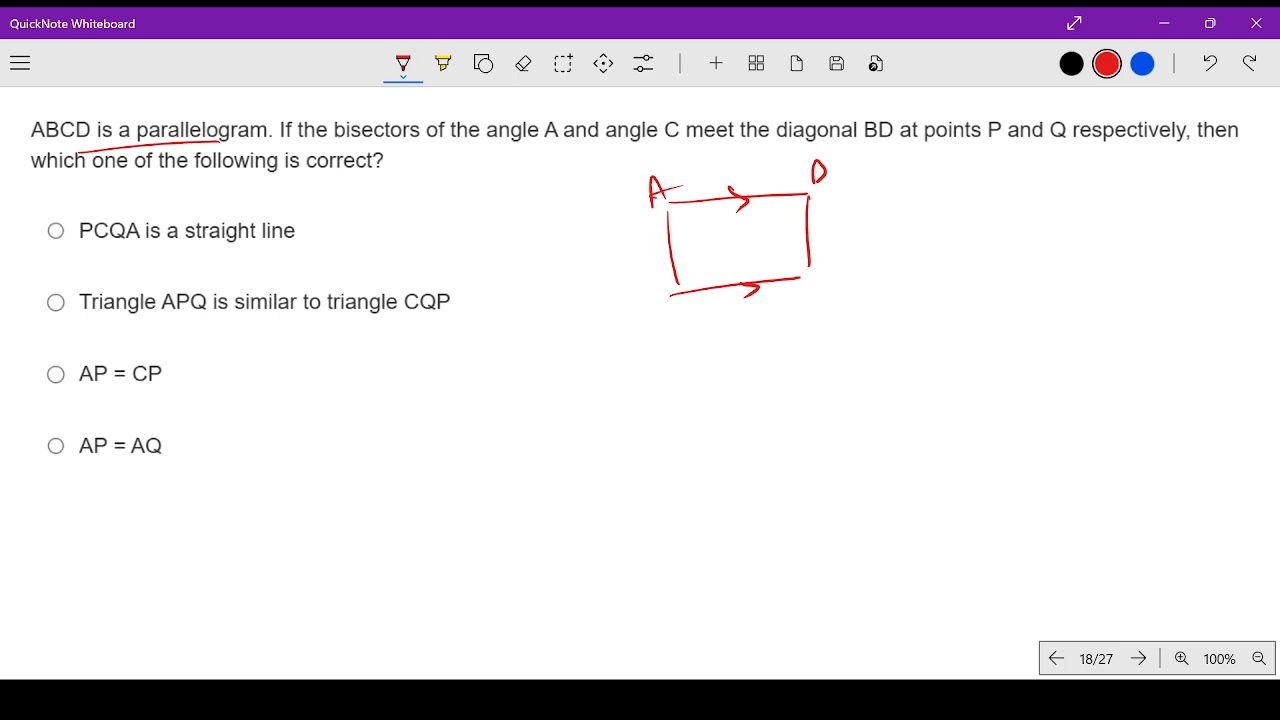 QuickNote Whiteboard
ABCD is a parallelogram. If the bisectors of the angle A and angle C meet the diagonal BD at points P and Q respectively, then
which one of the following is correct?
A
D
PCQA is a straight line
Triangle APQ is similar to triangle CQP
AP = CP
AP = AQ
18/27
100%